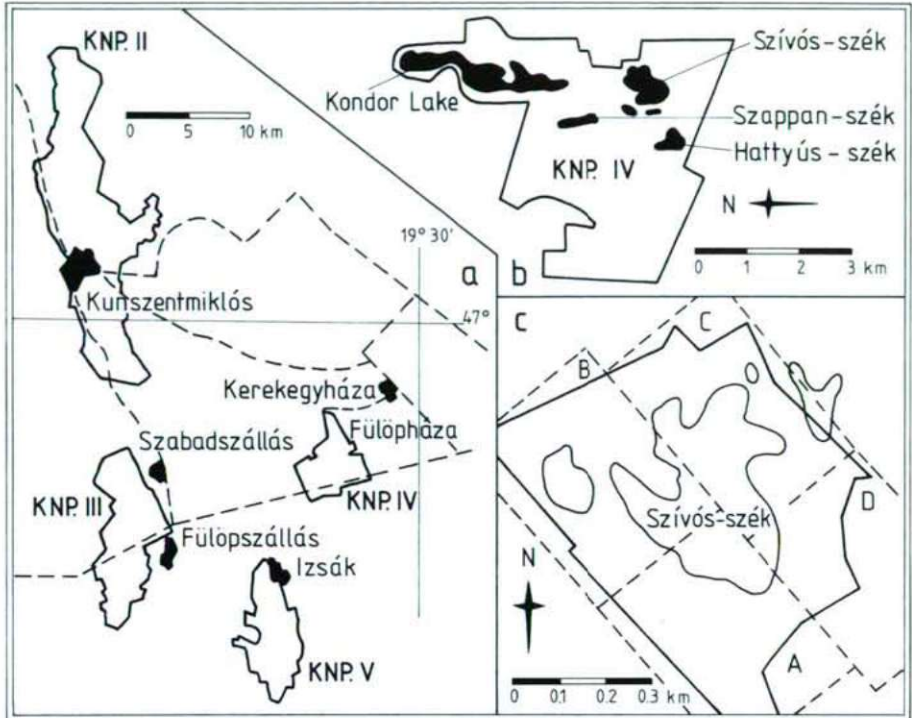 KNP. II
0 5 10 km
Kunszentmiklós
19° 30'
a
47°
Kerekegyháza
Szabadszállás
Fülöpháza
KNP. III
KNP. IV
Fülöpszállás
Izsák
KNP. V
Szívós-szék
Kondor Lake
Szappan-szék
Hattyús-szék
KNP. IV
N
b
0 1 2 3 km
C
C
B
D
Szívós-szék
N
A
0 0.1 0.2 0.3 km